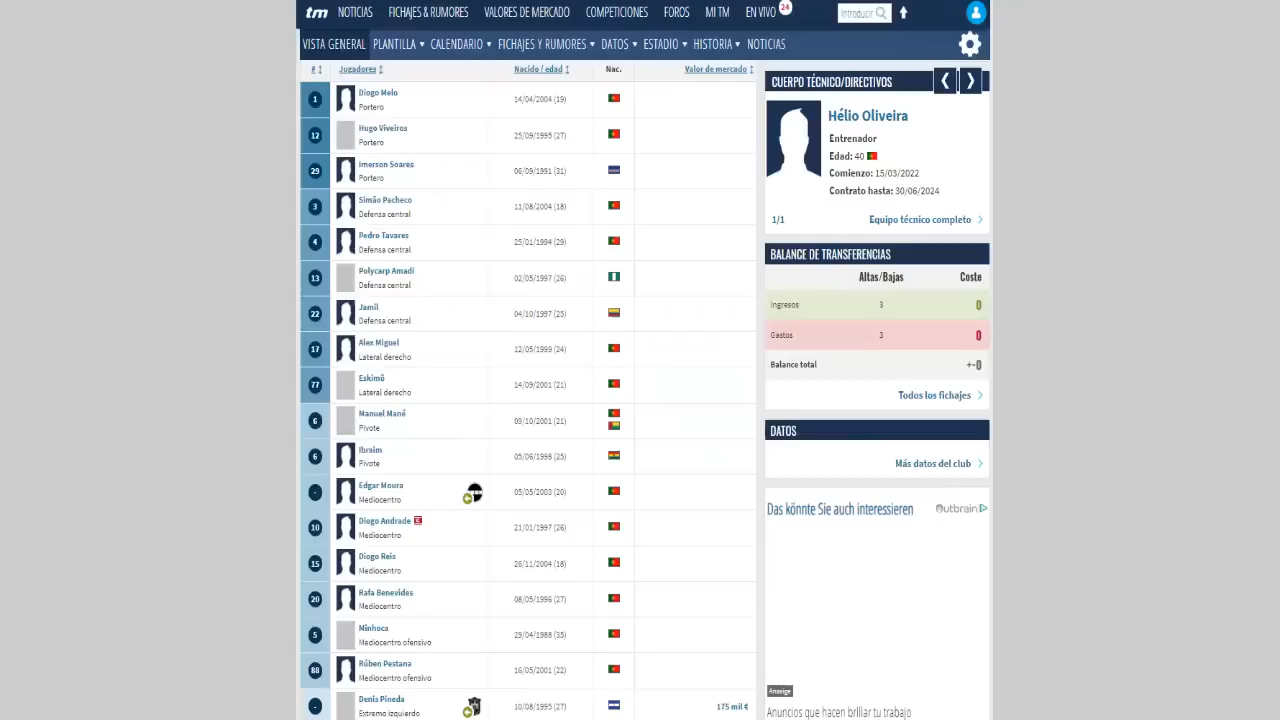 tm NOTICIAS FICHAJES & RUMORES VALORES DE MERCADO COMPETICIONES FOROS MI TM EN VIVO 24 Introducir
VISTA GENERAL PLANTILLA CALENDARIO FICHAJES Y RUMORES DATOS ESTADIO HISTORIA NOTICIAS
# Jugadores Nacido / edad Nac. Valor de mercado
1 Diogo Melo 14/04/2004 (19)
Portero
12 Hugo Viveiros 25/09/1995 (27)
Portero
29 Imerson Soares 06/09/1991 (31)
Portero
3 Simão Pacheco 11/08/2004 (18)
Defensa central
4 Pedro Tavares 25/01/1994 (29)
Defensa central
13 Polycarp Amadi 02/05/1997 (26)
Defensa central
22 Jamil 04/10/1997 (25)
Defensa central
17 Alex Miguel 12/05/1999 (24)
Lateral derecho
77 Eskimó 14/09/2001 (21)
Lateral derecho
6 Manuel Mané 09/10/2001 (21)
Pivote
6 Ibraim 05/06/1998 (25)
Pivote
- Edgar Moura 05/05/2003 (20)
Mediocentro
10 Diogo Andrade 21/01/1997 (26)
Mediocentro
15 Diogo Reis 26/11/2004 (18)
Mediocentro
20 Rafa Benevides 08/05/1996 (27)
Mediocentro
5 Minhoca 29/04/1988 (35)
Mediocentro ofensivo
88 Rúben Pestana 16/05/2001 (22)
Mediocentro ofensivo
- Denis Pineda 10/08/1995 (27) 175 mil €
Extremo izquierdo
CUERPO TÉCNICO/DIRECTIVOS
Hélio Oliveira
Entrenador
Edad: 40
Comienzo: 15/03/2022
Contrato hasta: 30/06/2024
1/1 Equipo técnico completo
BALANCE DE TRANSFERENCIAS
Altas/Bajas Coste
Ingresos 3 0
Gastos 3 0
Balance total +-0
Todos los fichajes
DATOS
Más datos del club
Das könnte Sie auch interessieren Outbrain
Anzeige
Anuncios que hacen brillar tu trabajo